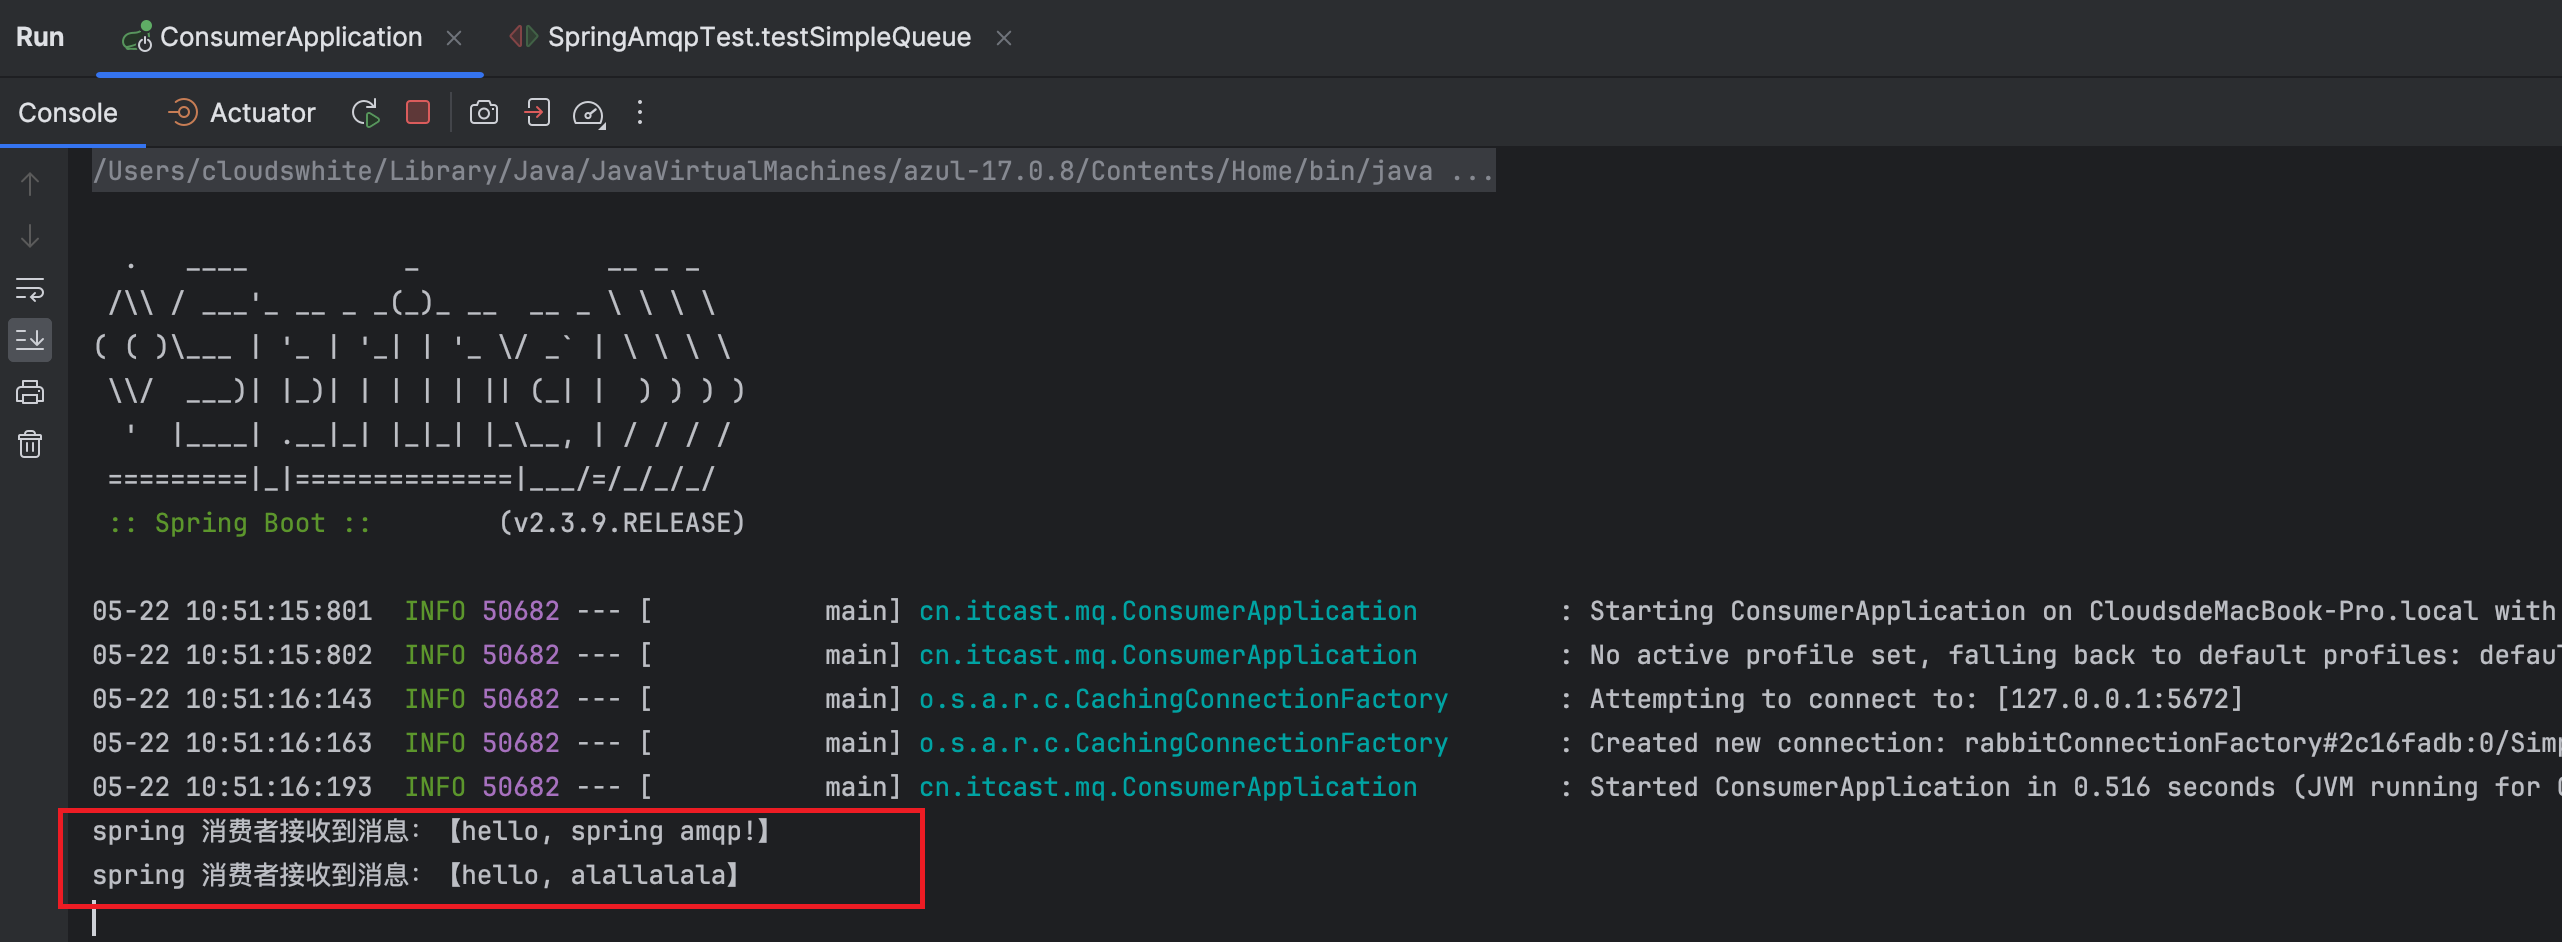 Run ConsumerApplication SpringAmqpTest.testSimpleQueue
Console Actuator
/Users/cloudswhite/Library/Java/JavaVirtualMachines/azul-17.0.8/Contents/Home/bin/java ...
  .   ____          _            __ _ _
 /\\ / ___'_ __ _ _(_)_ __  __ _ \ \ \ \
( ( )\___ | '_ | '_| | '_ \/ _` | \ \ \ \
 \\/  ___)| |_)| | | | | || (_| |  ) ) ) )
  '  |____| .__|_| |_|_| |_\__, | / / / /
 =========|_|==============|___/=/_/_/_/
 :: Spring Boot ::        (v2.3.9.RELEASE)
05-22 10:51:15:801  INFO 50682 --- [           main] cn.itcast.mq.ConsumerApplication         : Starting ConsumerApplication on CloudsdeMacBook-Pro.local with
05-22 10:51:15:802  INFO 50682 --- [           main] cn.itcast.mq.ConsumerApplication         : No active profile set, falling back to default profiles: defau
05-22 10:51:16:143  INFO 50682 --- [           main] o.s.a.r.c.CachingConnectionFactory       : Attempting to connect to: [127.0.0.1:5672]
05-22 10:51:16:163  INFO 50682 --- [           main] o.s.a.r.c.CachingConnectionFactory       : Created new connection: rabbitConnectionFactory#2c16fadb:0/Sim
05-22 10:51:16:193  INFO 50682 --- [           main] cn.itcast.mq.ConsumerApplication         : Started ConsumerApplication in 0.516 seconds (JVM running for
spring 消费者接收到消息：【hello, spring amqp!】
spring 消费者接收到消息：【hello, alallalala】